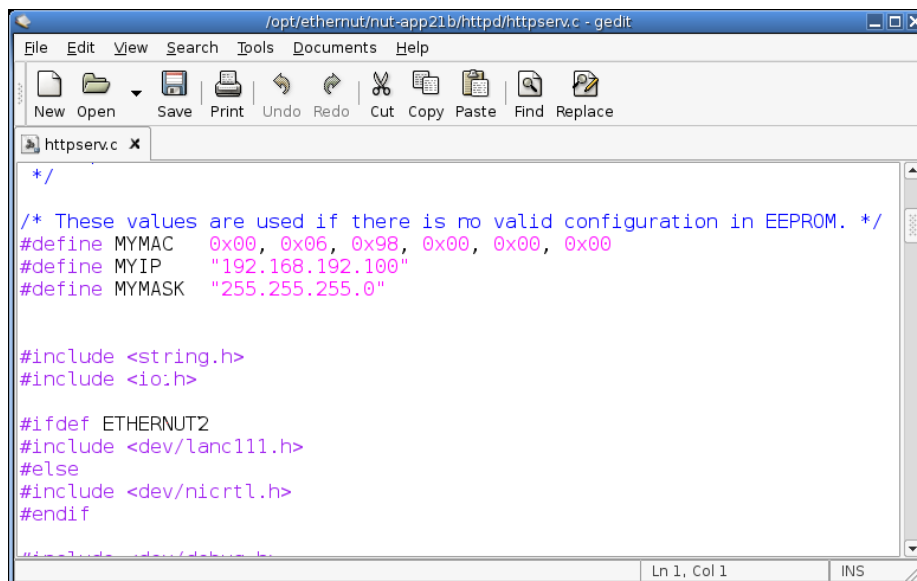 /opt/ethernut/nut-app21b/httpd/httpserv.c - gedit
File Edit View Search Tools Documents Help
New Open Save Print Undo Redo Cut Copy Paste Find Replace
httpserv.c
*/
/* These values are used if there is no valid configuration in EEPROM. */
#define MYMAC 0x00, 0x06, 0x98, 0x00, 0x00, 0x00
#define MYIP "192.168.192.100"
#define MYMASK "255.255.255.0"
#include <string.h>
#include <io.h>
#ifdef ETHERNUT2
#include <dev/lanc111.h>
#else
#include <dev/nicrtl.h>
#endif
#include <dev/debug.h>
Ln 1, Col 1 INS